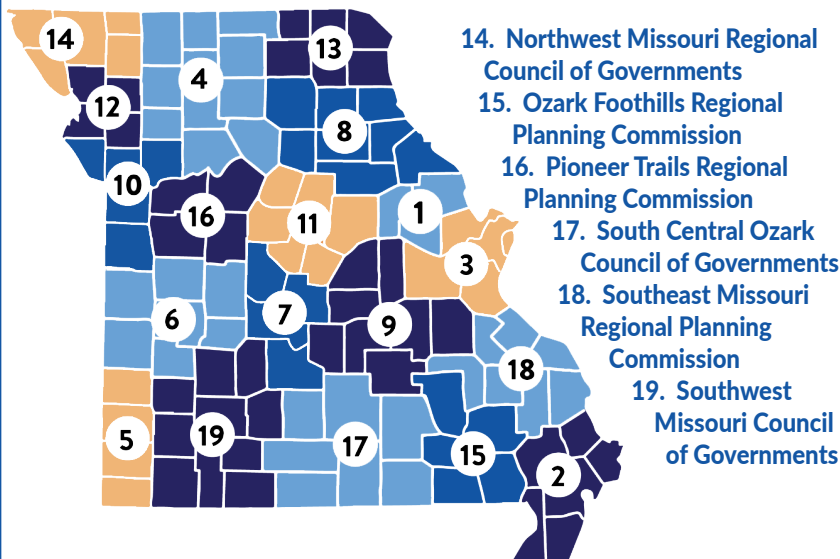 14
13
4
12
8
10
1
16
11
3
7
6
9
18
5
19
17
15
2
14. Northwest Missouri Regional
Council of Governments
15. Ozark Foothills Regional
Planning Commission
16. Pioneer Trails Regional
Planning Commission
17. South Central Ozark
Council of Governments
18. Southeast Missouri
Regional Planning
Commission
19. Southwest
Missouri Council
of Governments